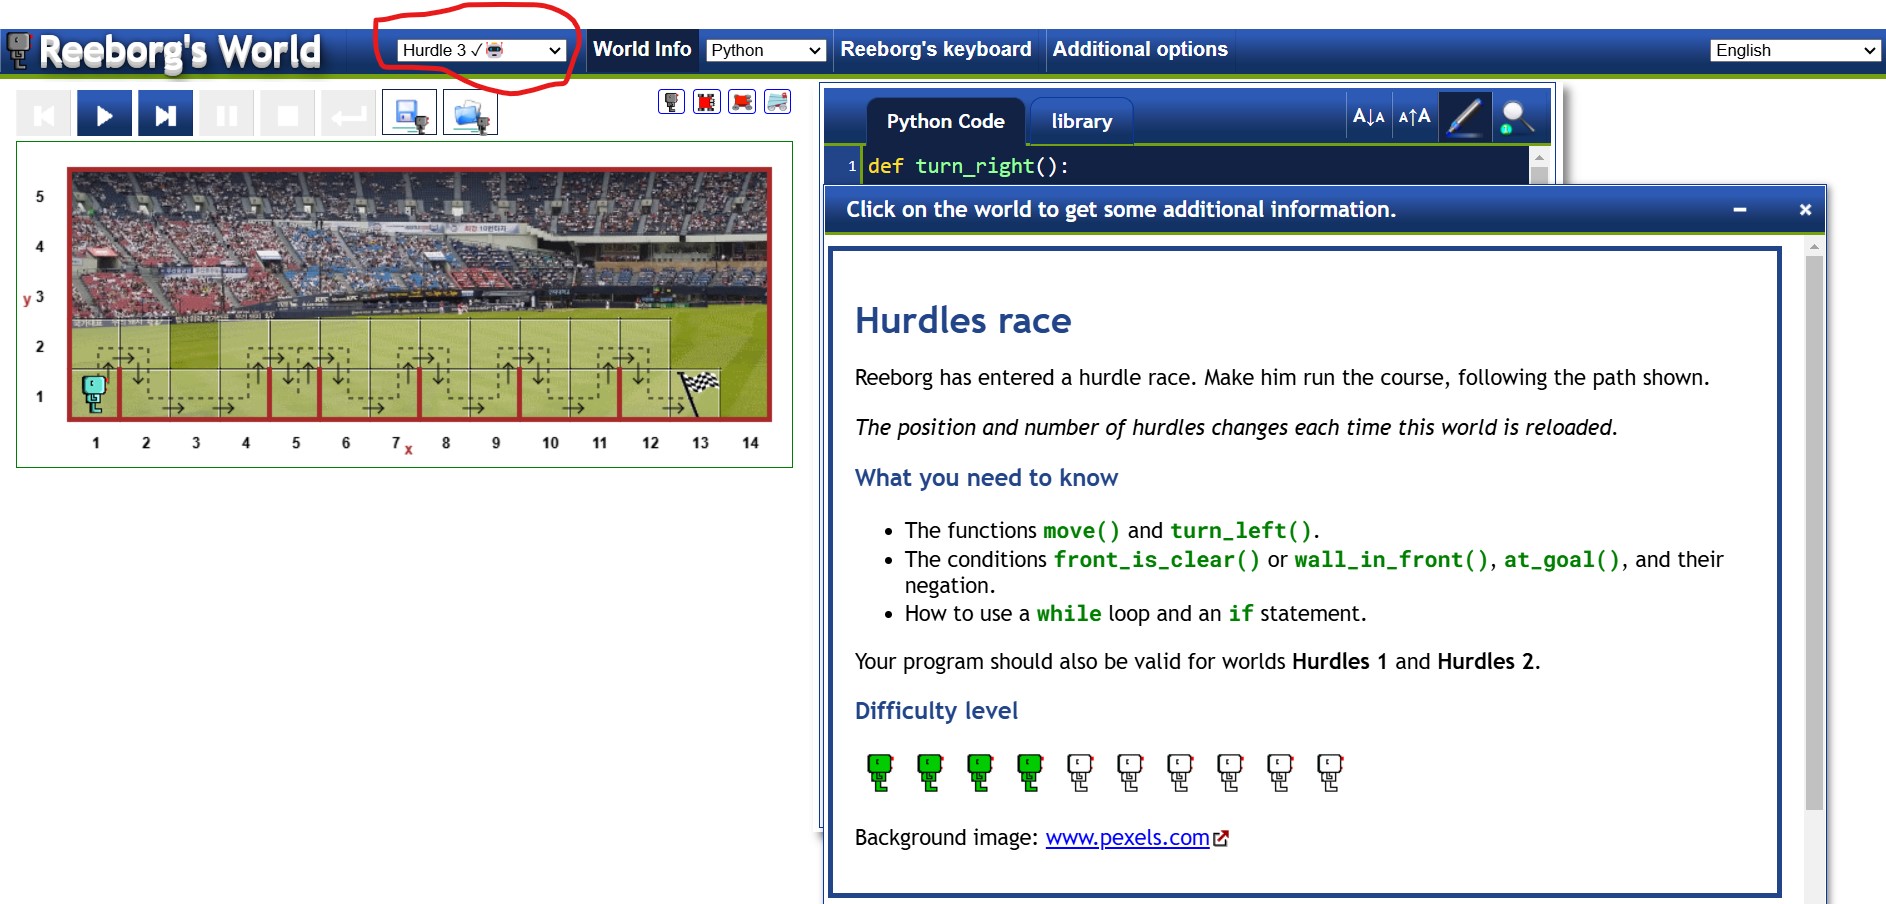 Reeborg's World
Hurdle 3 ✓🤖
World Info
Python
Reeborg's keyboard
Additional options
English
Python Code
library
A↓A
A↑A
1 def turn_right():
Click on the world to get some additional information.
– ×
Hurdles race
Reeborg has entered a hurdle race. Make him run the course, following the path shown.
The position and number of hurdles changes each time this world is reloaded.
What you need to know
• The functions move() and turn_left().
• The conditions front_is_clear() or wall_in_front(), at_goal(), and their
negation.
• How to use a while loop and an if statement.
Your program should also be valid for worlds Hurdles 1 and Hurdles 2.
Difficulty level
Background image: www.pexels.com
5
4
y 3
2
1
1 2 3 4 5 6 7 8 9 10 11 12 13 14
x